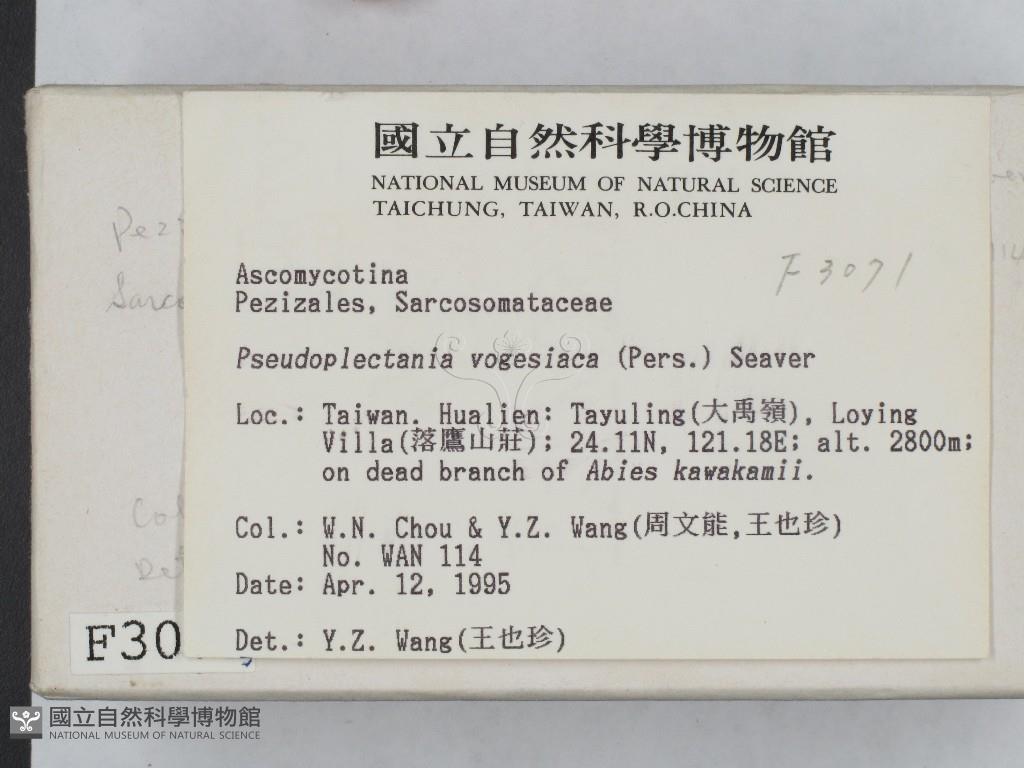 國立自然科學博物館
NATIONAL MUSEUM OF NATURAL SCIENCE
TAICHUNG, TAIWAN, R.O.CHINA
F3071
Ascomycotina
Pezizales, Sarcosomataceae
Pseudoplectania vogesiaca (Pers.) Seaver
Loc.: Taiwan. Hualien: Tayuling(大禹嶺), Loying
Villa(落鷹山莊); 24.11N, 121.18E; alt. 2800m;
on dead branch of Abies kawakamii.
Col.: W.N. Chou & Y.Z. Wang(周文能,王也珍)
No. WAN 114
Date: Apr. 12, 1995
Det.: Y.Z. Wang(王也珍)
F30
國立自然科學博物館
NATIONAL MUSEUM OF NATURAL SCIENCE